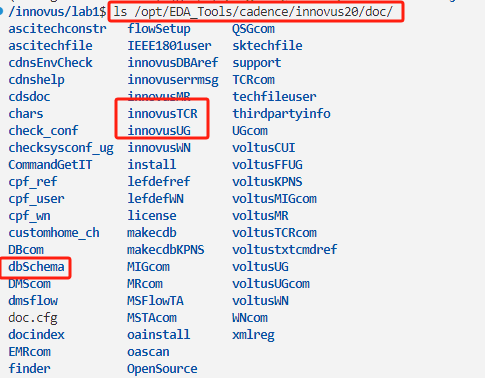 /innovus/lab1$ ls /opt/EDA_Tools/cadence/innovus20/doc/
ascitechconstr flowSetup QSGcom
ascitechfile IEEE1801user sktechfile
cdnsEnvCheck innovusDBAref support
cdnshelp innovusrerrmsg TCRcom
cdsdoc innovusMR techfileuser
chars innovusTCR thirdpartyinfo
check_conf innovusUG UGcom
checksysconf_ug innovusWN voltusCUI
CommandGetIT install voltusFFUG
cpf_ref lefdefref voltusKPNS
cpf_user lefdefWN voltusMIGcom
cpf_wn license voltusMR
customhome_ch makecdb voltusTCRcom
DBcom makecdbKPNS voltustxtcmdref
dbSchema MIGcom voltusUG
DMScom MRcom voltusUGcom
dmsflow MSFlowTA voltusWN
doc.cfg MSTAcom WNcom
docindex oainstall xmlreg
EMRcom oascan
finder OpenSource